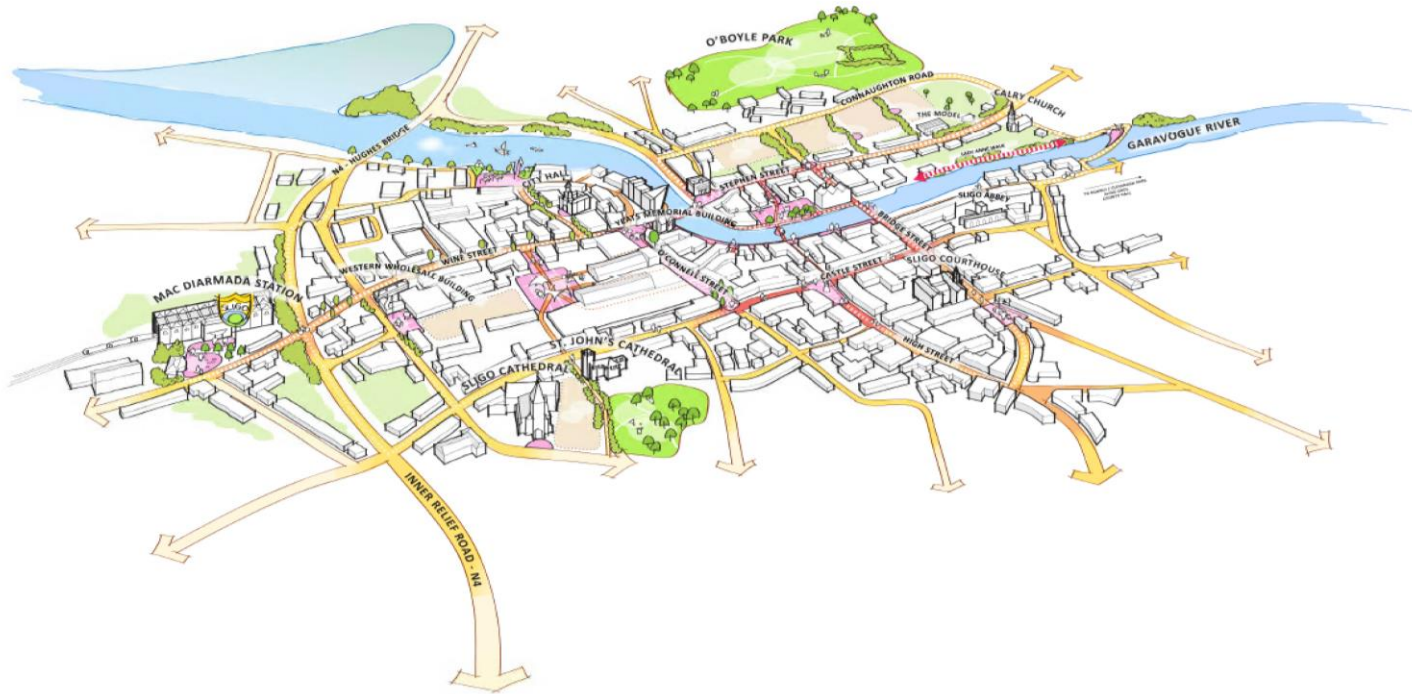 O'BOYLE PARK
CONNAUGHTON ROAD
CALRY CHURCH
THE MODEL
GARAVOGUE RIVER
N4 - HUGHES BRIDGE
STEPHEN STREET
HALL
SLIGO ABBEY
YEATS MEMORIAL BUILDING
BRIDGE STREET
WINE STREET
O'CONNELL STREET
CASTLE STREET
SLIGO COURTHOUSE
WESTERN WHOLESALE BUILDING
MAC DIARMADA STATION
SLIGO
HIGH STREET
ST. JOHN'S CATHEDRAL
SLIGO CATHEDRAL
INNER RELIEF ROAD - N4